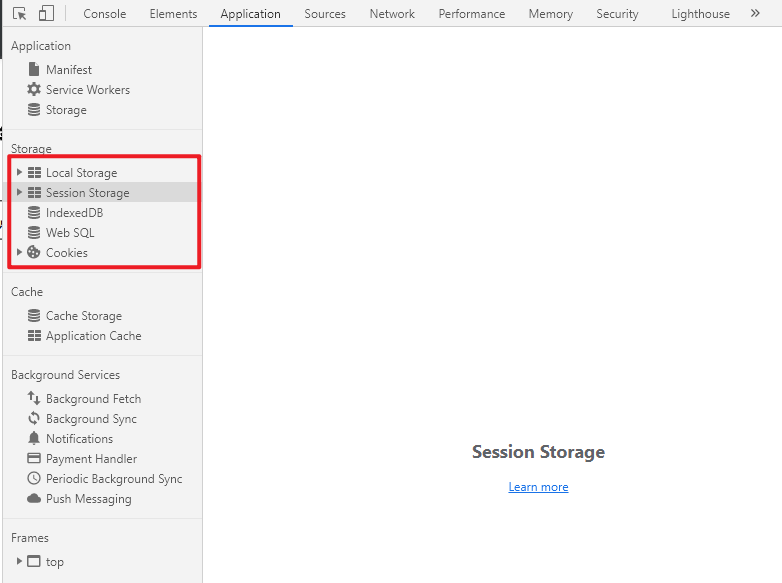 Console Elements Application Sources Network Performance Memory Security Lighthouse »
Application
Manifest
Service Workers
Storage
Storage
Local Storage
Session Storage
IndexedDB
Web SQL
Cookies
Cache
Cache Storage
Application Cache
Background Services
Background Fetch
Background Sync
Notifications
Payment Handler
Periodic Background Sync
Push Messaging
Frames
top
Session Storage
Learn more